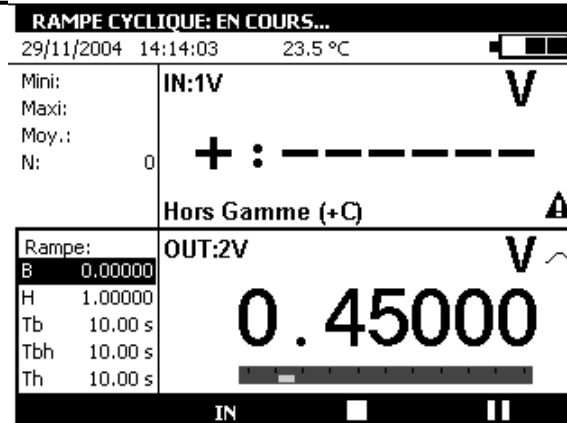 RAMPE CYCLIQUE: EN COURS...
29/11/2004 14:14:03 23.5 °C
Mini:
Maxi:
Moy.:
N: 0
IN:1V V
+ : ------
Hors Gamme (+C)
Rampe:
B 0.00000
H 1.00000
Tb 10.00 s
Tbh 10.00 s
Th 10.00 s
OUT:2V V
0.45000
IN